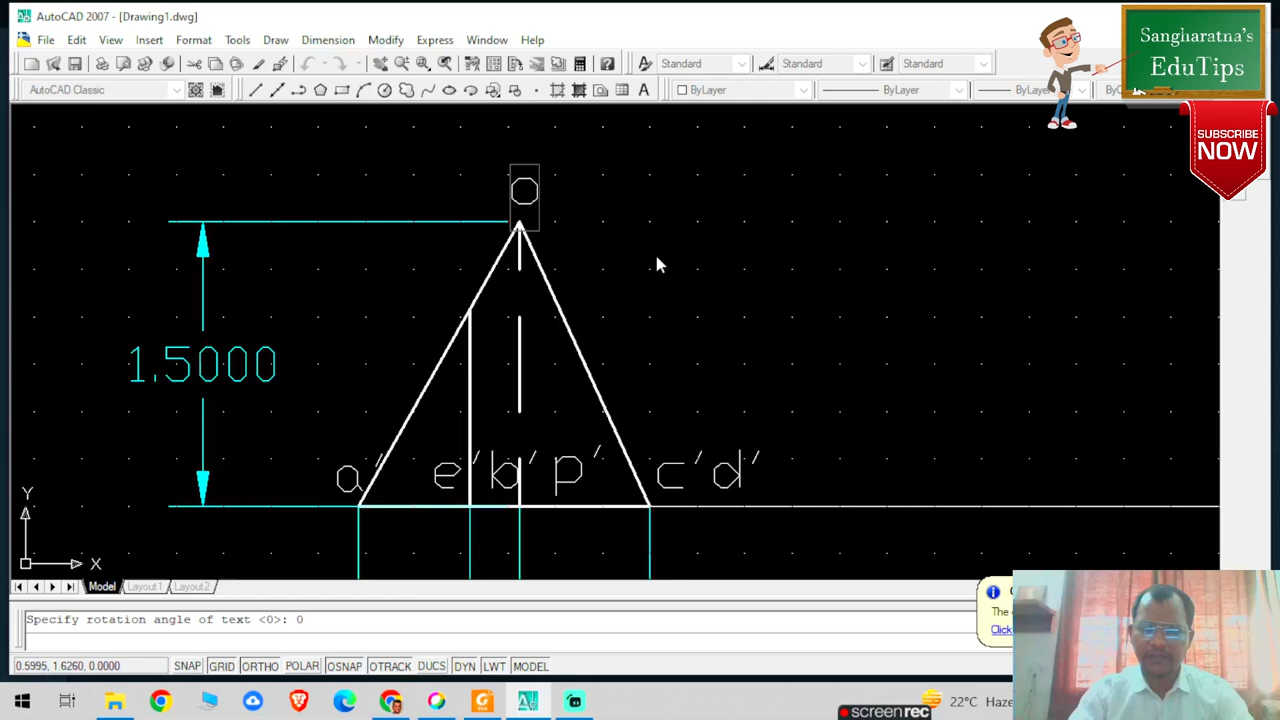 AutoCAD 2007 - [Drawing1.dwg]
File Edit View Insert Format Tools Draw Dimension Modify Express Window Help
Standard Standard Standard
AutoCAD Classic ByLayer ByLayer ByLayer
Sangharatna's
EduTips
SUBSCRIBE
NOW
O
1.5000
a' e' b' p' c' d'
Y
X
Model Layout1 Layout2
Specify rotation angle of text <0>: 0
The
Click
0.5995, 1.6260, 0.0000 SNAP GRID ORTHO POLAR OSNAP OTRACK DUCS DYN LWT MODEL
22°C
screenrec